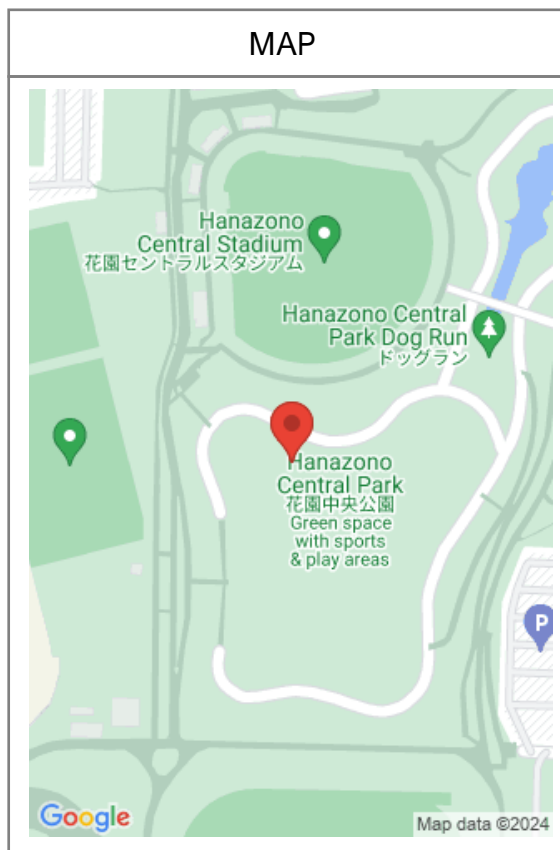 MAP
Hanazono
Central Stadium
花園セントラルスタジアム
Hanazono Central
Park Dog Run
ドッグラン
Hanazono
Central Park
花園中央公園
Green space
with sports
& play areas
P
Google
Map data ©2024